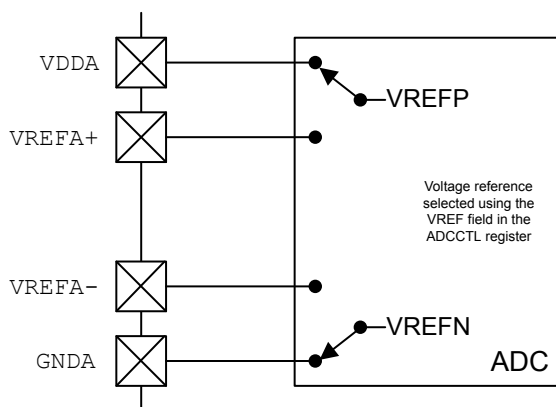 VDDA
VREFP
VREFA+
Voltage reference
selected using the
VREF field in the
ADCCTL register
VREFA-
VREFN
GNDA
ADC